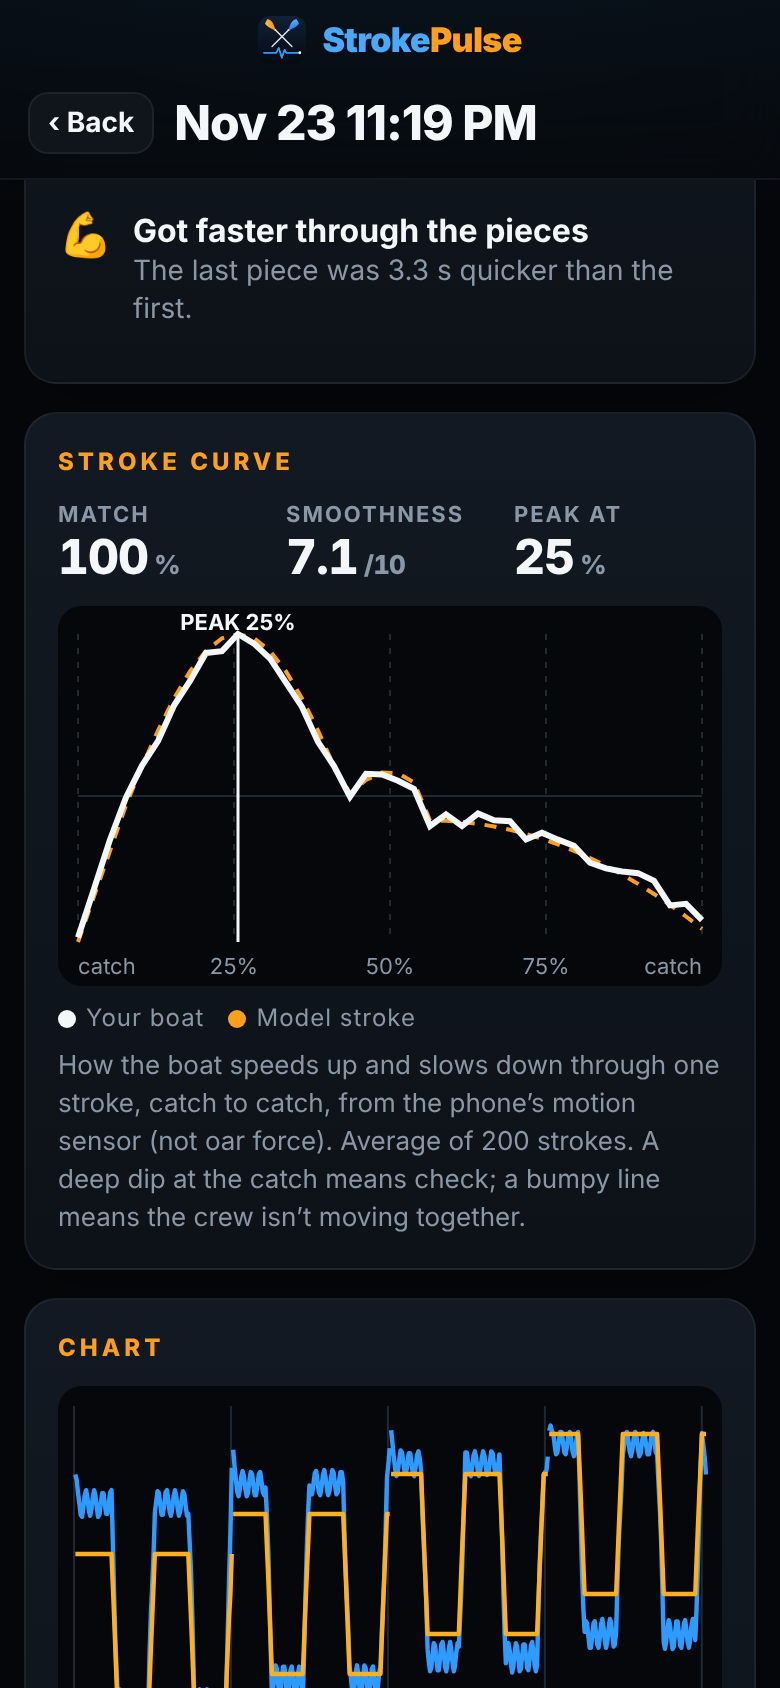 StrokePulse
‹ Back
Nov 23 11:19 PM
Got faster through the pieces
The last piece was 3.3 s quicker than the
first.
STROKE CURVE
MATCH
100 %
SMOOTHNESS
7.1 /10
PEAK AT
25 %
PEAK 25%
catch 25% 50% 75% catch
Your boat Model stroke
How the boat speeds up and slows down through one
stroke, catch to catch, from the phone’s motion
sensor (not oar force). Average of 200 strokes. A
deep dip at the catch means check; a bumpy line
means the crew isn’t moving together.
CHART